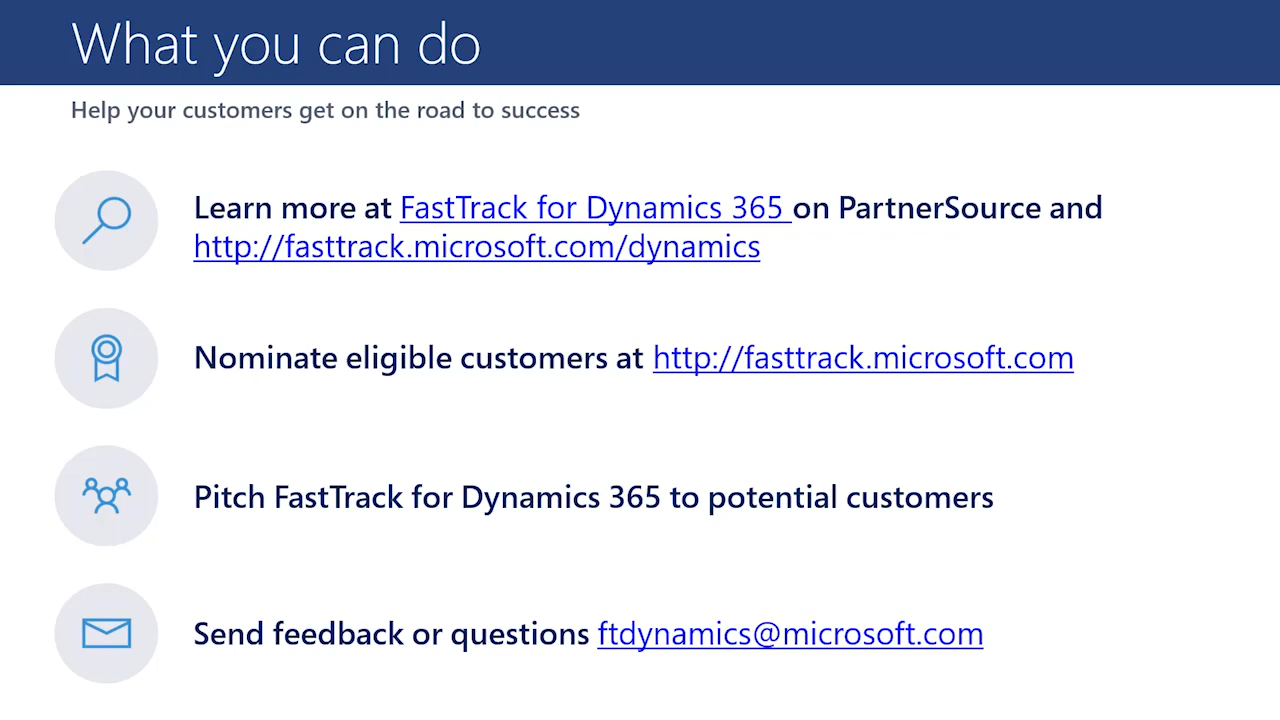 What you can do
Help your customers get on the road to success
Learn more at FastTrack for Dynamics 365 on PartnerSource and
http://fasttrack.microsoft.com/dynamics
Nominate eligible customers at http://fasttrack.microsoft.com
Pitch FastTrack for Dynamics 365 to potential customers
Send feedback or questions ftdynamics@microsoft.com